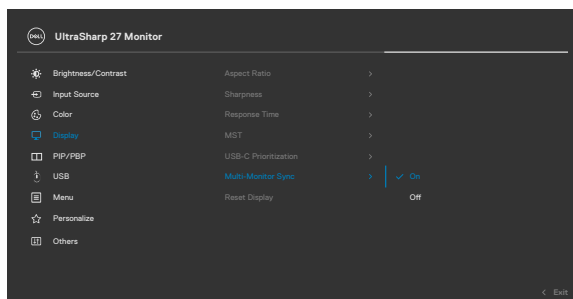 DELL UltraSharp 27 Monitor
Brightness/Contrast Aspect Ratio >
Input Source Sharpness >
Color Response Time >
Display MST >
PIP/PBP USB-C Prioritization >
USB Multi-Monitor Sync > ✓ On
Menu Reset Display Off
Personalize
Others
< Exit